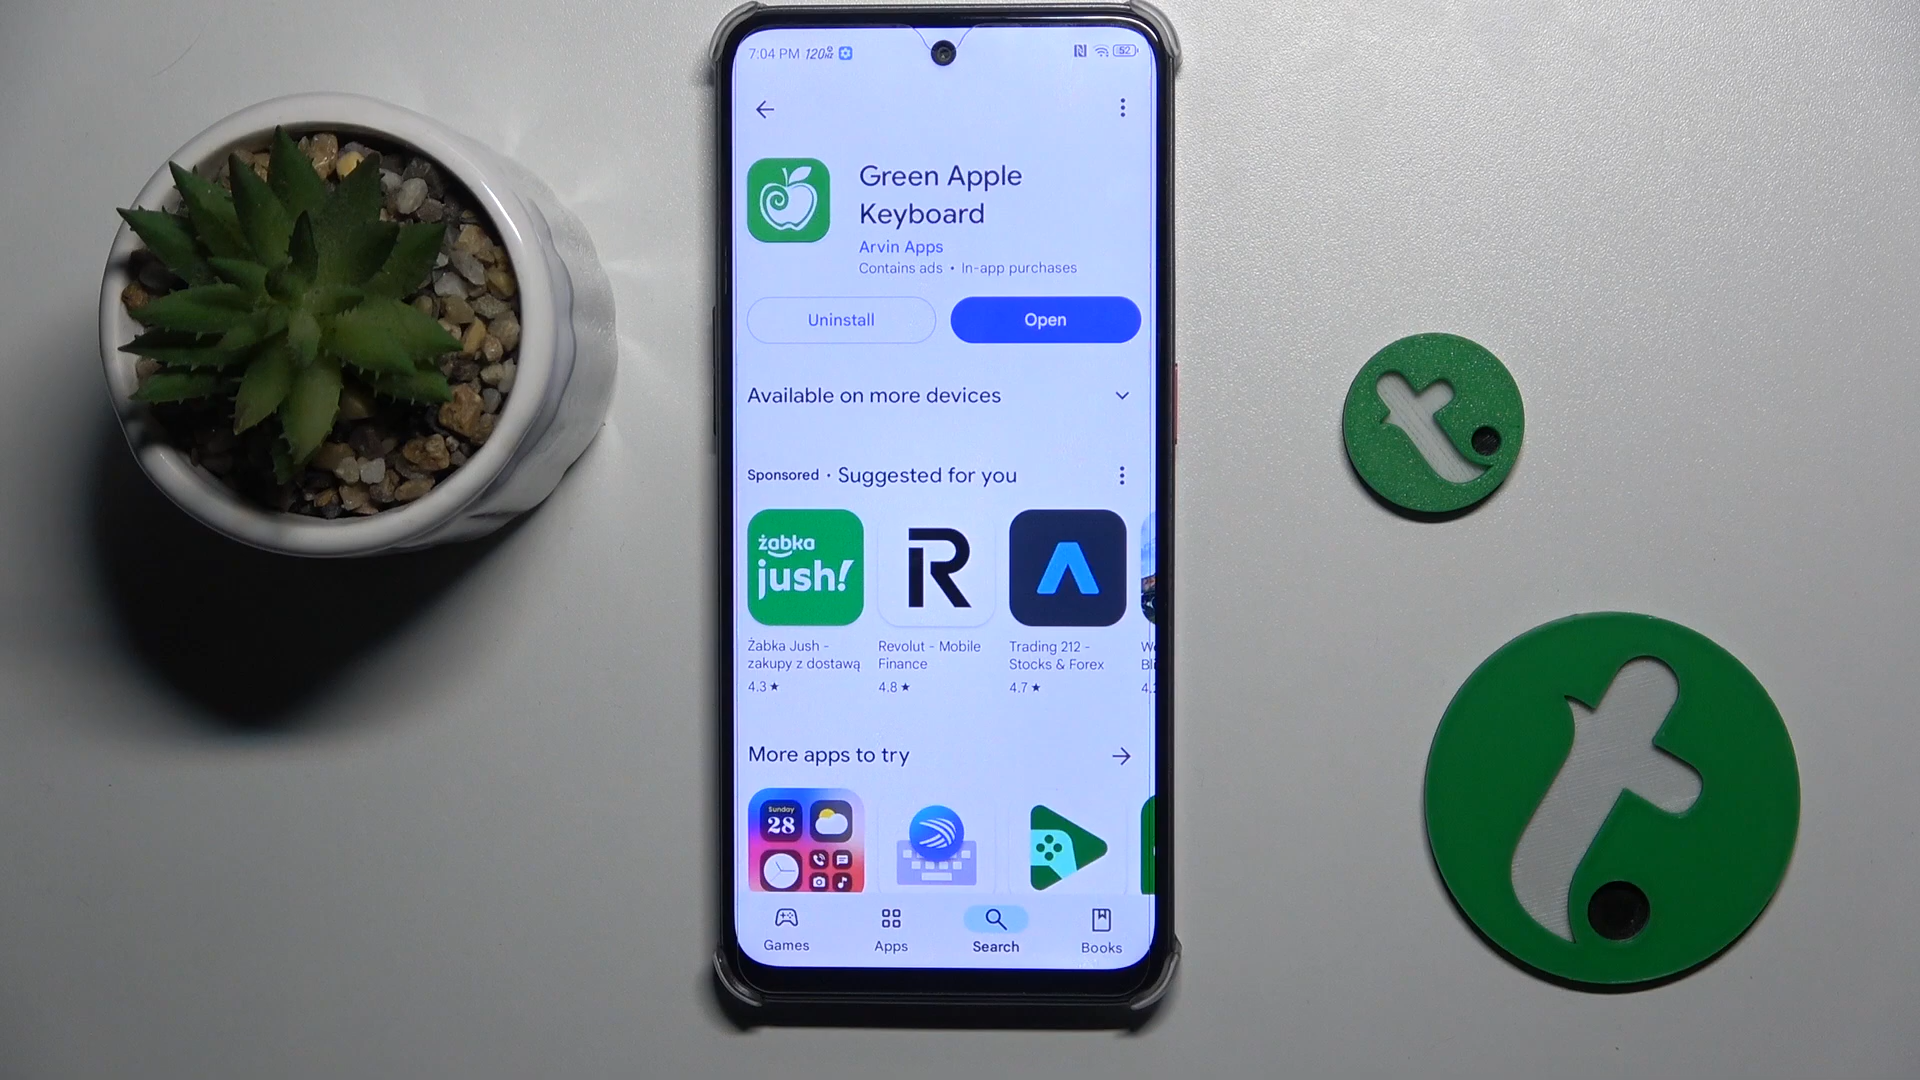 7:04 PM 120Hz
52
Green Apple
Keyboard
Arvin Apps
Contains ads • In-app purchases
Uninstall
Open
Available on more devices
Sponsored · Suggested for you
żabka
jush!
R
Żabka Jush -
zakupy z dostawą
4.3 ★
Revolut - Mobile
Finance
4.8 ★
Trading 212 -
Stocks & Forex
4.7 ★
More apps to try
Sunday
28
Games
Apps
Search
Books